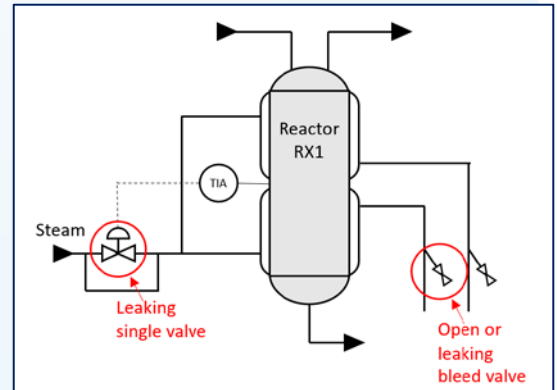 Reactor
RX1
TIA
Steam
Leaking
single valve
Open or
leaking
bleed valve